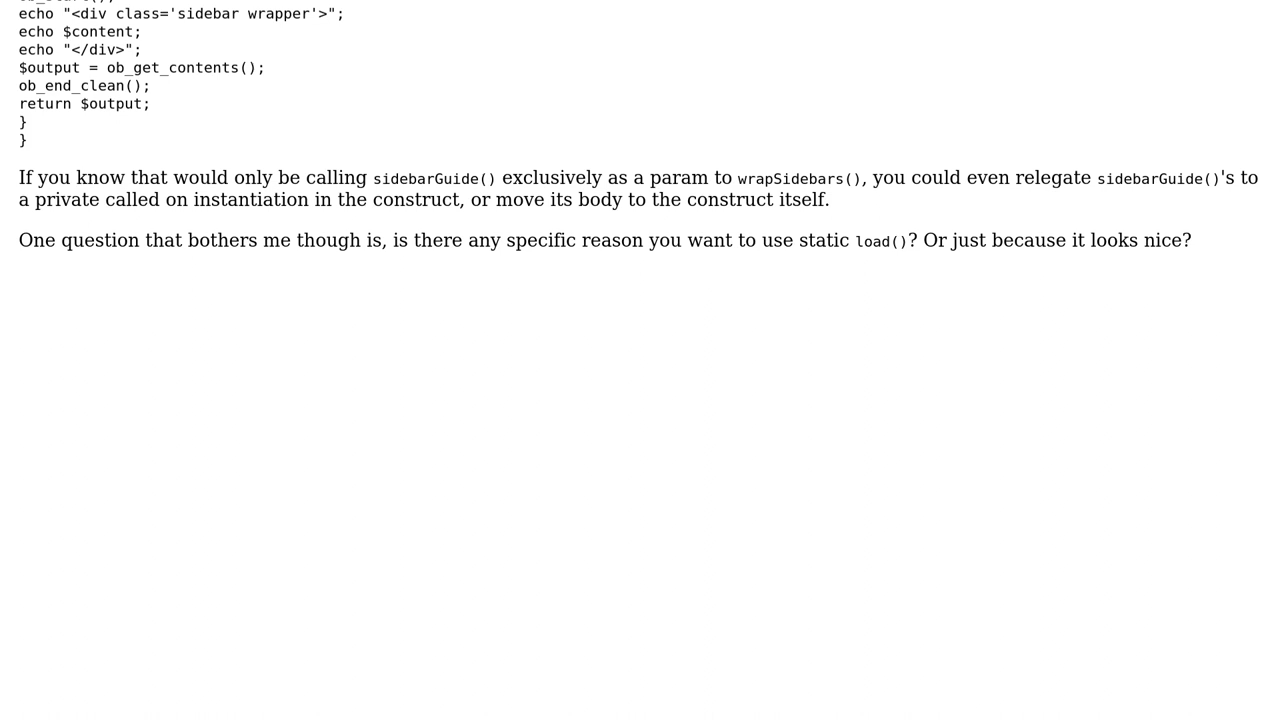 echo "<div class='sidebar wrapper'>";
echo $content;
echo "</div>";
$output = ob_get_contents();
ob_end_clean();
return $output;
}
}
If you know that would only be calling sidebarGuide() exclusively as a param to wrapSidebars(), you could even relegate sidebarGuide()'s to
a private called on instantiation in the construct, or move its body to the construct itself.
One question that bothers me though is, is there any specific reason you want to use static load()? Or just because it looks nice?